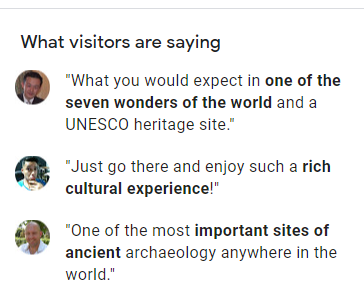 What visitors are saying
"What you would expect in one of the
seven wonders of the world and a
UNESCO heritage site."
"Just go there and enjoy such a rich
cultural experience!"
"One of the most important sites of
ancient archaeology anywhere in the
world."